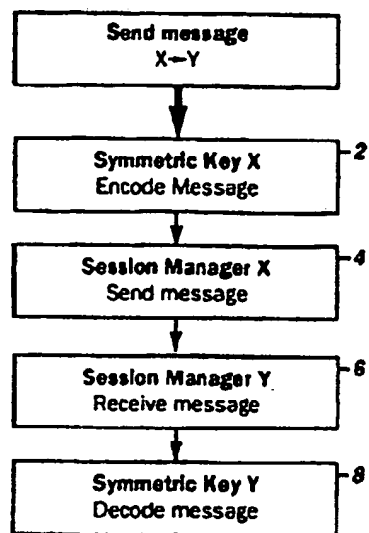 Send message
X←Y
Symmetric Key X
Encode Message
2
Session Manager X
Send message
4
Session Manager Y
Receive message
6
Symmetric Key Y
Decode message
8